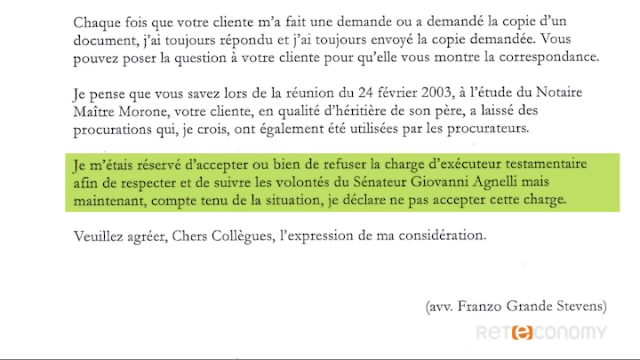 Chaque fois que votre cliente m'a fait une demande ou a demandé la copie d'un
document, j'ai toujours répondu et j'ai toujours envoyé la copie demandée. Vous
pouvez poser la question à votre cliente pour qu'elle vous montre la correspondance.
Je pense que vous savez lors de la réunion du 24 février 2003, à l'étude du Notaire
Maître Morone, votre cliente, en qualité d'héritière de son père, a laissé des
procurations qui, je crois, ont également été utilisées par les procurateurs.
Je m'étais réservé d'accepter ou bien de refuser la charge d'exécuteur testamentaire
afin de respecter et de suivre les volontés du Sénateur Giovanni Agnelli mais
maintenant, compte tenu de la situation, je déclare ne pas accepter cette charge.
Veuillez agréer, Chers Collègues, l'expression de ma considération.
(avv. Franzo Grande Stevens)
RETECONOMY